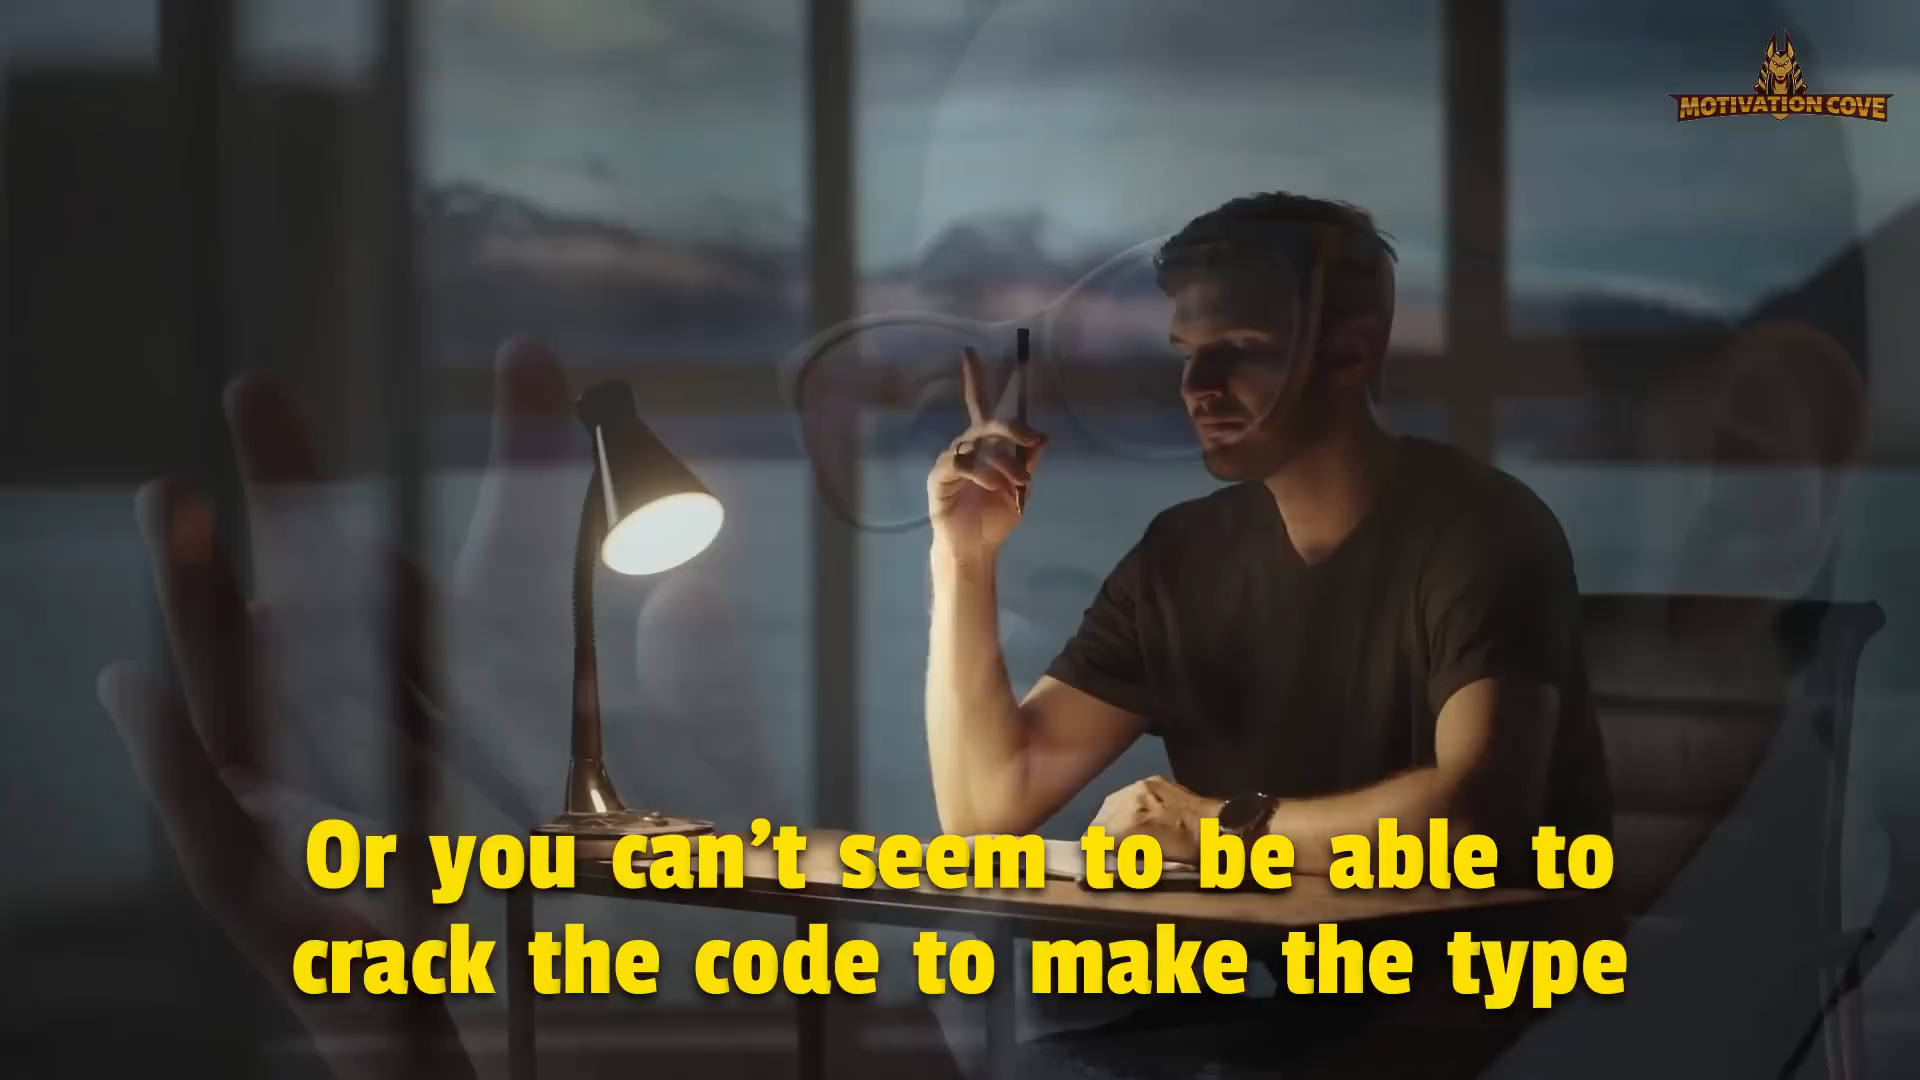 MOTIVATION COVE
Or you can't seem to be able to
crack the code to make the type